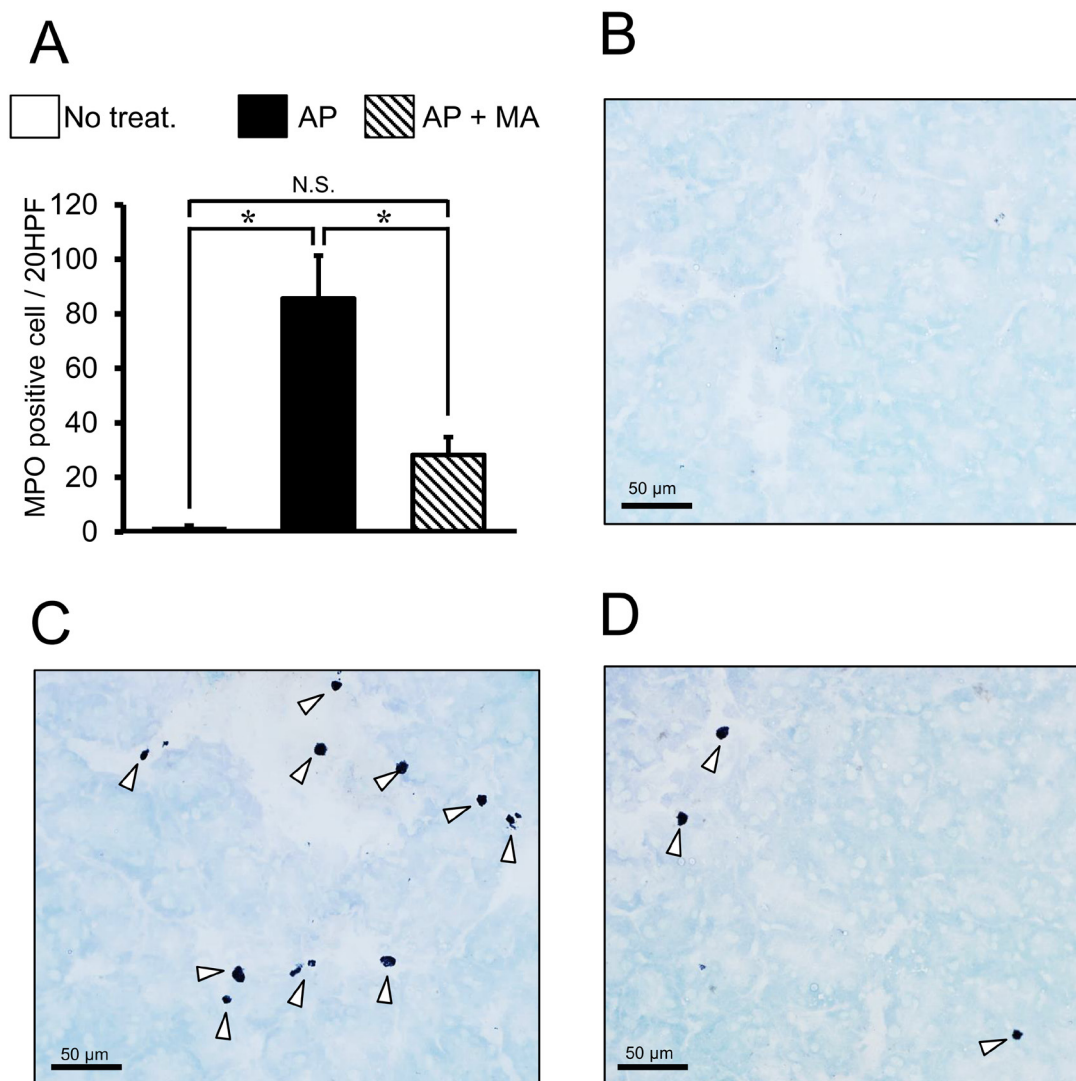 A
B
No treat.
AP
AP + MA
MPO positive cell / 20HPF
120
100
80
60
40
20
0
N.S.
*
*
50 μm
C
D
50 μm
50 μm